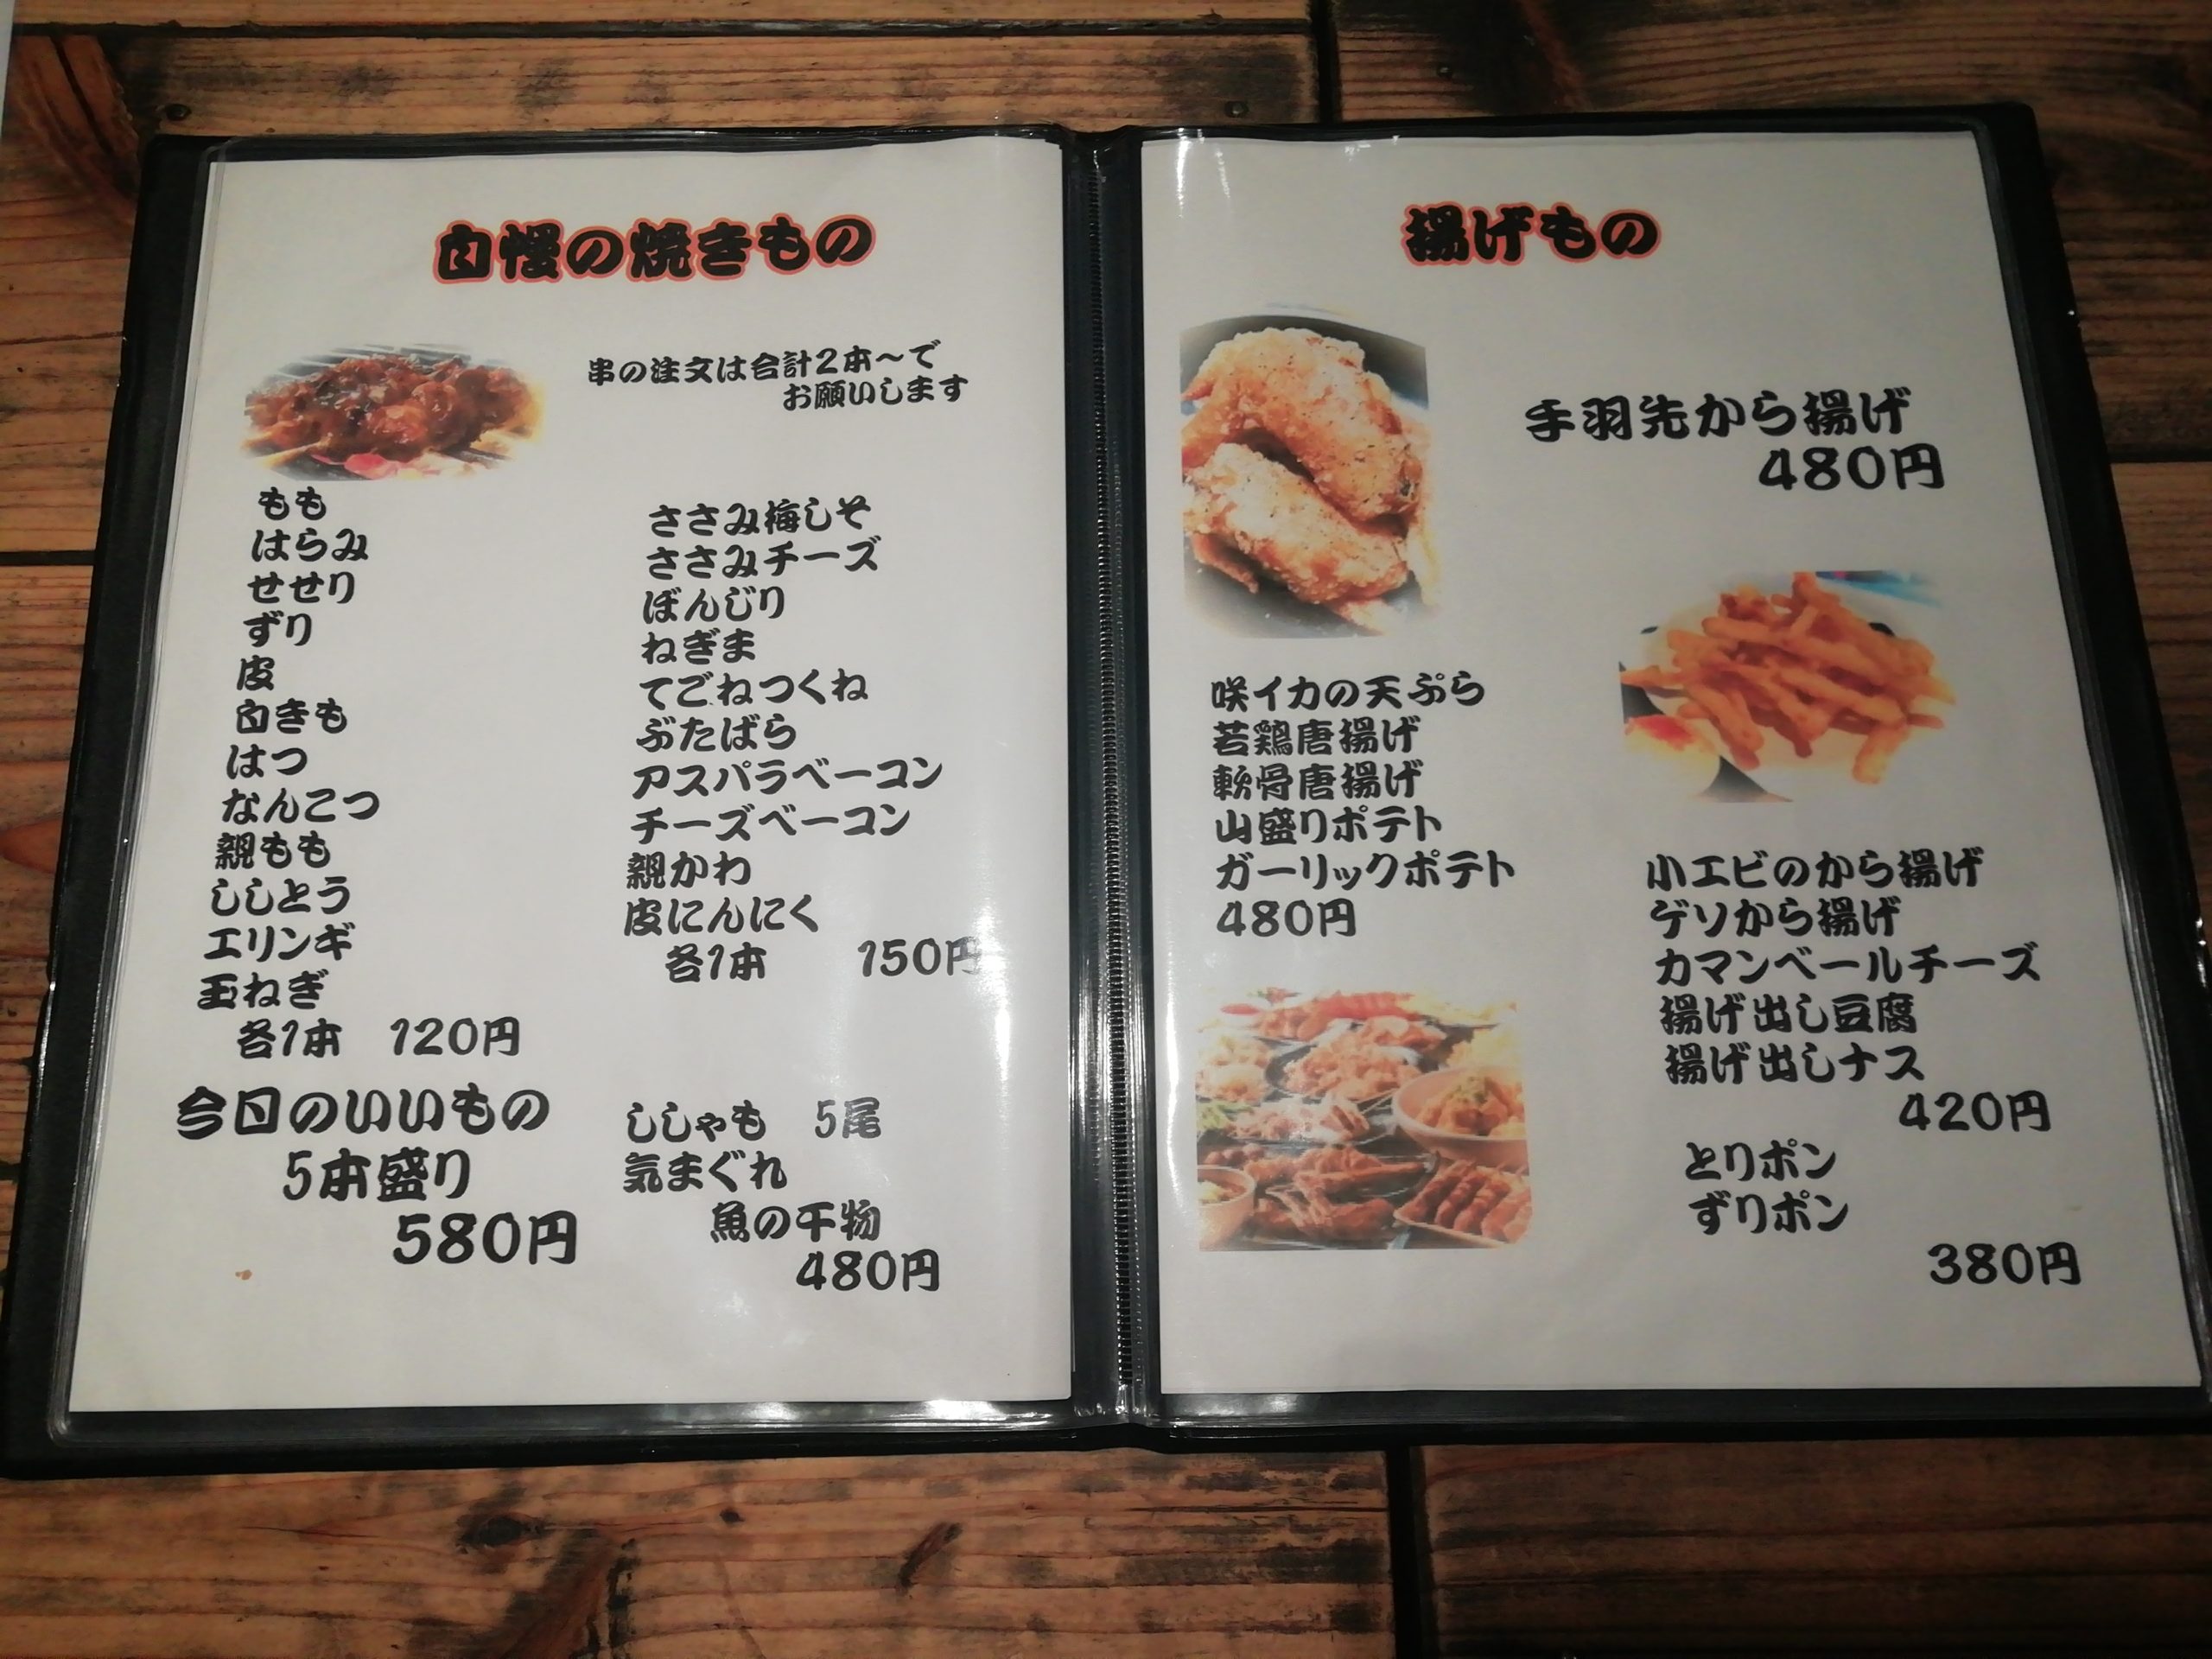 自慢の焼きもの
串の注文は合計2本～で
お願いします
もも
はらみ
せせり
ずり
皮
白きも
はつ
なんこつ
親もも
ししとう
エリンギ
玉ねぎ
各1本 120円
ささみ梅しそ
ささみチーズ
ぼんじり
ねぎま
てごねつくね
ぶたばら
アスパラベーコン
チーズベーコン
親かわ
皮にんにく
各1本 150円
今日のいいもの
5本盛り
580円
ししゃも 5尾
気まぐれ
魚の干物
480円
揚げもの
手羽先から揚げ
480円
咲イカの天ぷら
若鶏唐揚げ
軟骨唐揚げ
山盛りポテト
ガーリックポテト
480円
小エビのから揚げ
ゲソから揚げ
カマンベールチーズ
揚げ出し豆腐
揚げ出しナス
420円
とりポン
ずりポン
380円